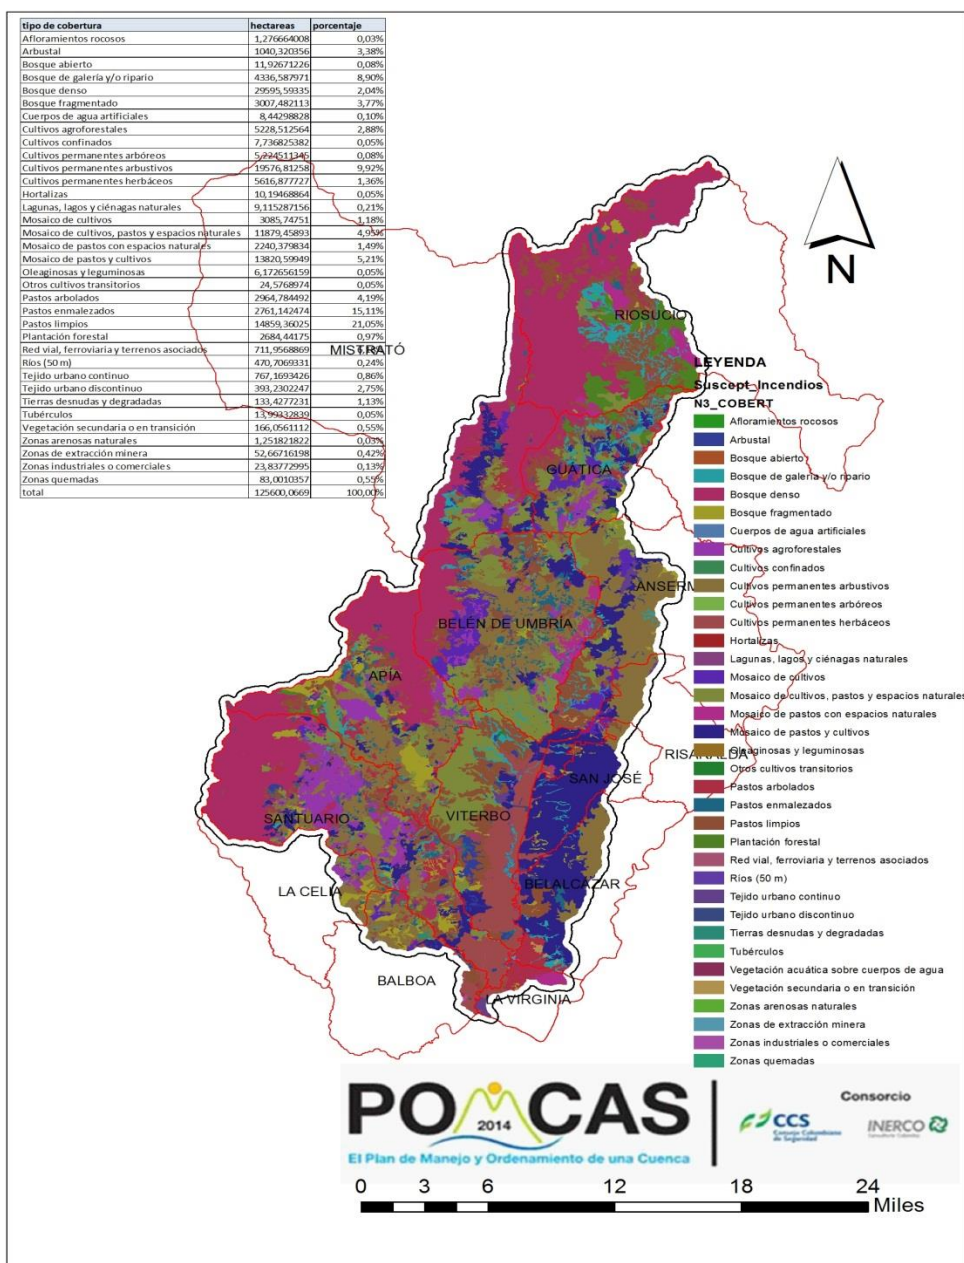 tipo de cobertura hectareas porcentaje
Afloramientos rocosos 1,276664008 0,03%
Arbustal 1040,320356 3,38%
Bosque abierto 11,92671226 0,08%
Bosque de galería y/o ripario 4336,587971 8,90%
Bosque denso 29595,59335 2,04%
Bosque fragmentado 3007,482113 3,77%
Cuerpos de agua artificiales 8,44298828 0,10%
Cultivos agroforestales 5228,512564 2,88%
Cultivos confinados 7,736825382 0,05%
Cultivos permanentes arbóreos 5,224511345 0,08%
Cultivos permanentes arbustivos 19576,81258 9,92%
Cultivos permanentes herbáceos 5616,877727 1,36%
Hortalizas 10,19468864 0,05%
Lagunas, lagos y ciénagas naturales 9,115287156 0,21%
Mosaico de cultivos 3085,74751 1,18%
Mosaico de cultivos, pastos y espacios naturales 11879,45893 4,95%
Mosaico de pastos con espacios naturales 2240,379834 1,49%
Mosaico de pastos y cultivos 13820,59949 5,21%
Oleaginosas y leguminosas 6,172656159 0,05%
Otros cultivos transitorios 24,5768974 0,05%
Pastos arbolados 2964,784492 4,19%
Pastos enmalezados 2761,142474 15,11%
Pastos limpios 14859,36025 21,05%
Plantación forestal 2684,44175 0,97%
Red vial, ferroviaria y terrenos asociados 711,9568869
Ríos (50 m) 470,7069331 0,24%
Tejido urbano continuo 767,1693426 0,86%
Tejido urbano discontinuo 393,2302247 2,75%
Tierras desnudas y degradadas 133,4277231 1,13%
Tubérculos 13,99332839 0,05%
Vegetación secundaria o en transición 166,0561112 0,55%
Zonas arenosas naturales 1,251821822 0,03%
Zonas de extracción minera 52,66716198 0,42%
Zonas industriales o comerciales 23,83772995 0,13%
Zonas quemadas 83,0010357 0,55%
total 125600,0669 100,00%
N
MISTRATÓ
RIOSUCIO
GUÁTICA
ANSERM
BELÉN DE UMBRÍA
APÍA
RISARALDA
SAN JOSÉ
SANTUARIO
VITERBO
LA CELIA
BELALCÁZAR
BALBOA
LA VIRGINIA
LEYENDA
Suscept_Incendios
N3_COBERT
Afloramientos rocosos
Arbustal
Bosque abierto
Bosque de galería y/o ripario
Bosque denso
Bosque fragmentado
Cuerpos de agua artificiales
Cultivos agroforestales
Cultivos confinados
Cultivos permanentes arbustivos
Cultivos permanentes arbóreos
Cultivos permanentes herbáceos
Hortalizas
Lagunas, lagos y ciénagas naturales
Mosaico de cultivos
Mosaico de cultivos, pastos y espacios naturales
Mosaico de pastos con espacios naturales
Mosaico de pastos y cultivos
Oleaginosas y leguminosas
Otros cultivos transitorios
Pastos arbolados
Pastos enmalezados
Pastos limpios
Plantación forestal
Red vial, ferroviaria y terrenos asociados
Ríos (50 m)
Tejido urbano continuo
Tejido urbano discontinuo
Tierras desnudas y degradadas
Tubérculos
Vegetación acuática sobre cuerpos de agua
Vegetación secundaria o en transición
Zonas arenosas naturales
Zonas de extracción minera
Zonas industriales o comerciales
Zonas quemadas
POMCAS
2014
El Plan de Manejo y Ordenamiento de una Cuenca
Consorcio
CCS
Consejo Colombiano
de Seguridad
INERCO
Consultoría Colombia
0 3 6 12 18 24
Miles